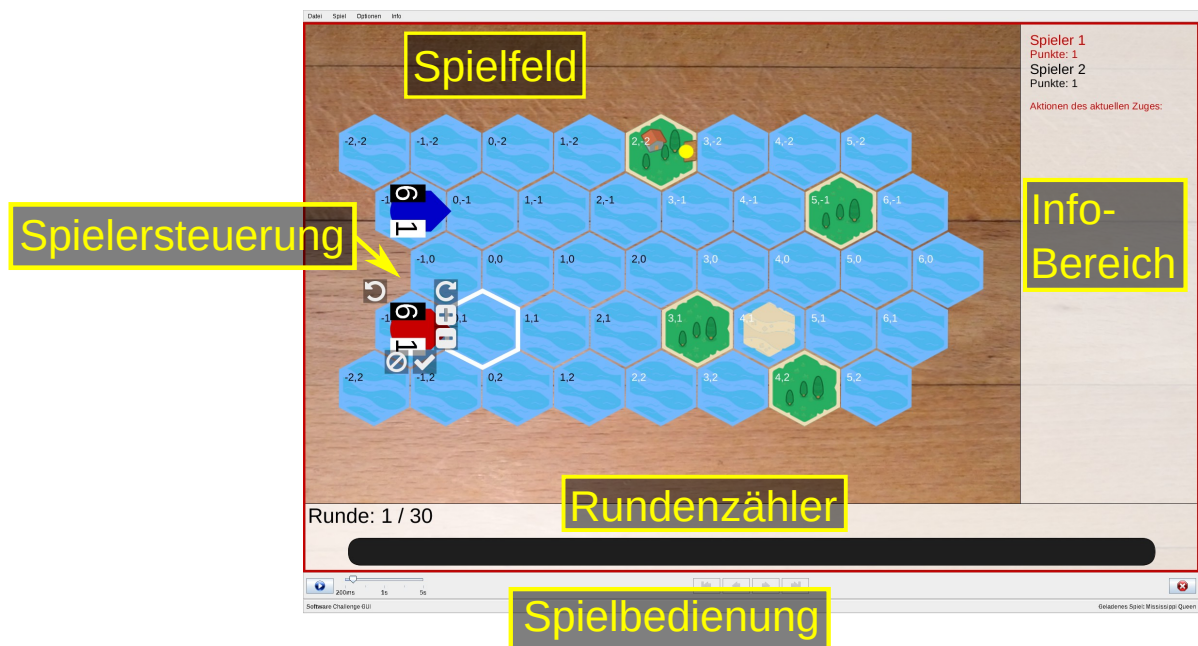 Datei Spiel Optionen Info
Spielfeld
Spieler 1
Punkte: 1
Spieler 2
Punkte: 1
Aktionen des aktuellen Zuges:
-2,-2 -1,-2 0,-2 1,-2 2,-2 3,-2 4,-2 5,-2
6 1 0,-1 1,-1 2,-1 3,-1 4,-1 5,-1 6,-1
Info-
Bereich
Spielersteuerung
-1,0 0,0 1,0 2,0 3,0 4,0 5,0 6,0
6 1 1,1 2,1 3,1 4,1 5,1 6,1
-2,2 -1,2 0,2 1,2 2,2 3,2 4,2 5,2
Rundenzähler
Runde: 1 / 30
200ms 1s 5s
Spielbedienung
Software Challenge GUI
Geladenes Spiel: Mississippi Queen